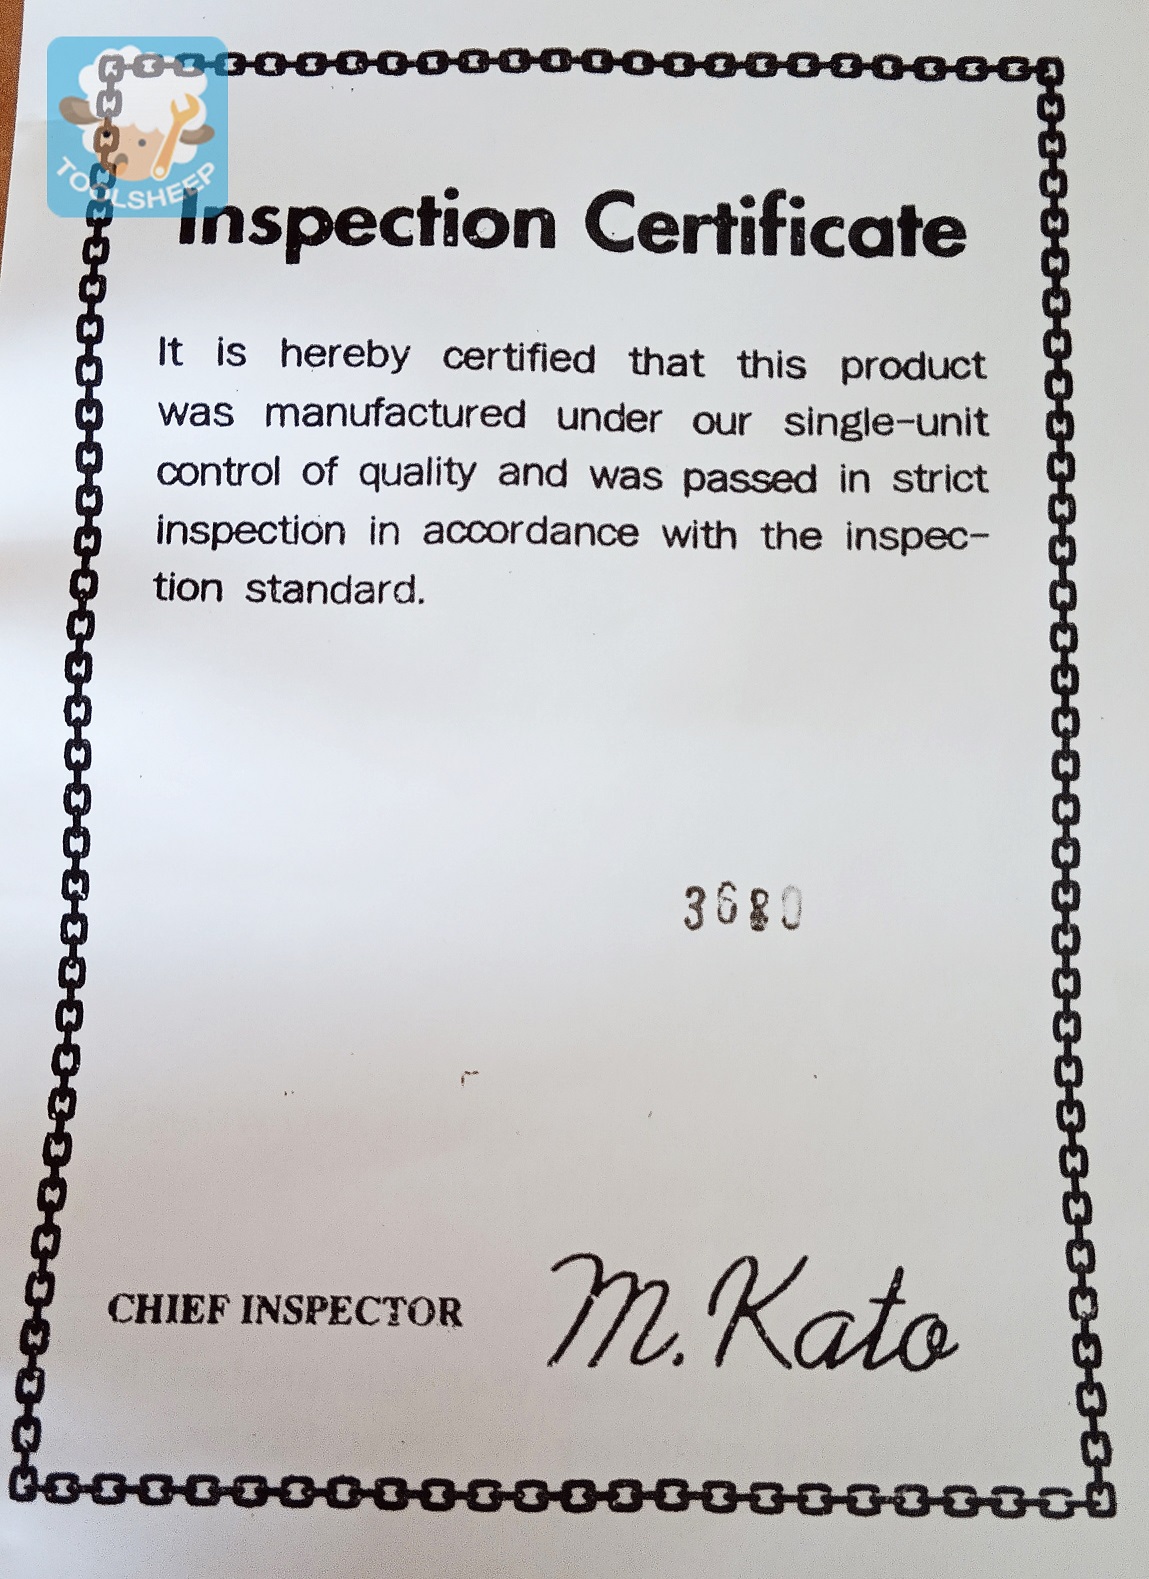 TOOLSHEEP
Inspection Certificate
It is hereby certified that this product
was manufactured under our single-unit
control of quality and was passed in strict
inspection in accordance with the inspec-
tion standard.
3680
CHIEF INSPECTOR M. Kato